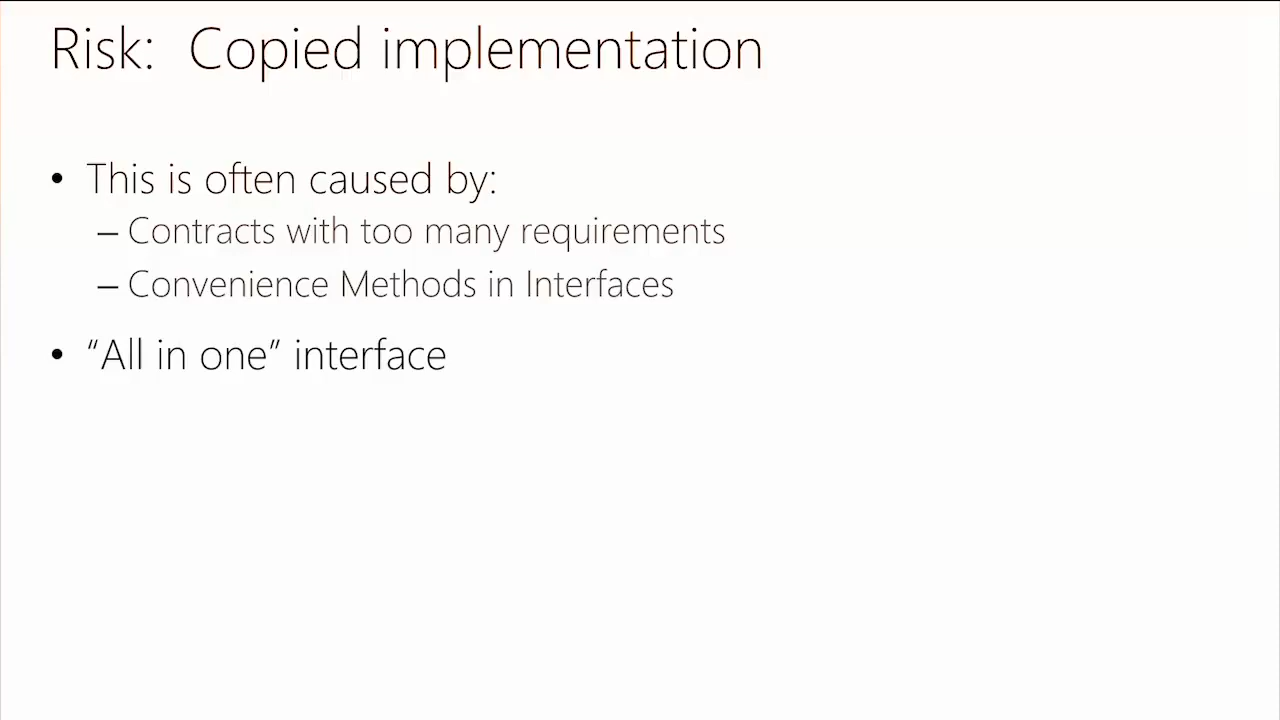 Risk: Copied implementation
• This is often caused by:
– Contracts with too many requirements
– Convenience Methods in Interfaces
• “All in one” interface